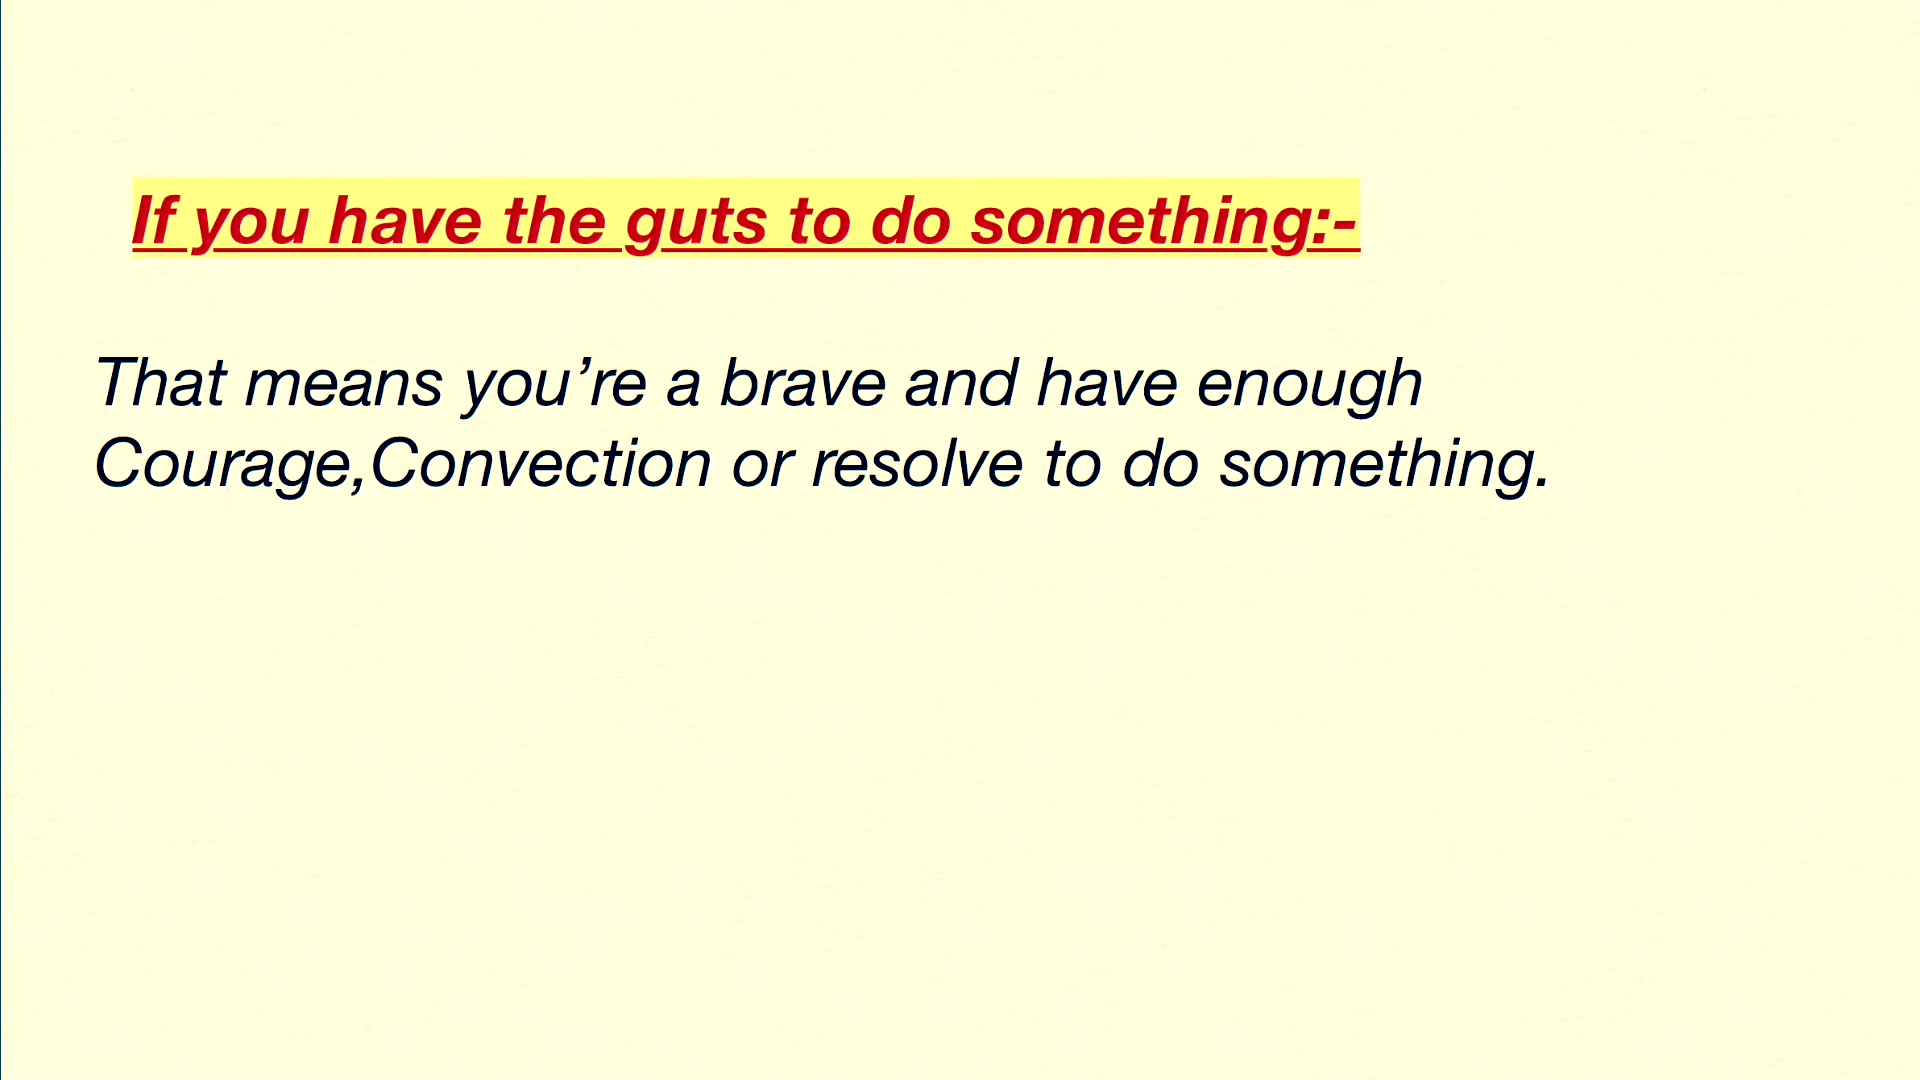 If you have the guts to do something:-
That means you’re a brave and have enough
Courage,Convection or resolve to do something.